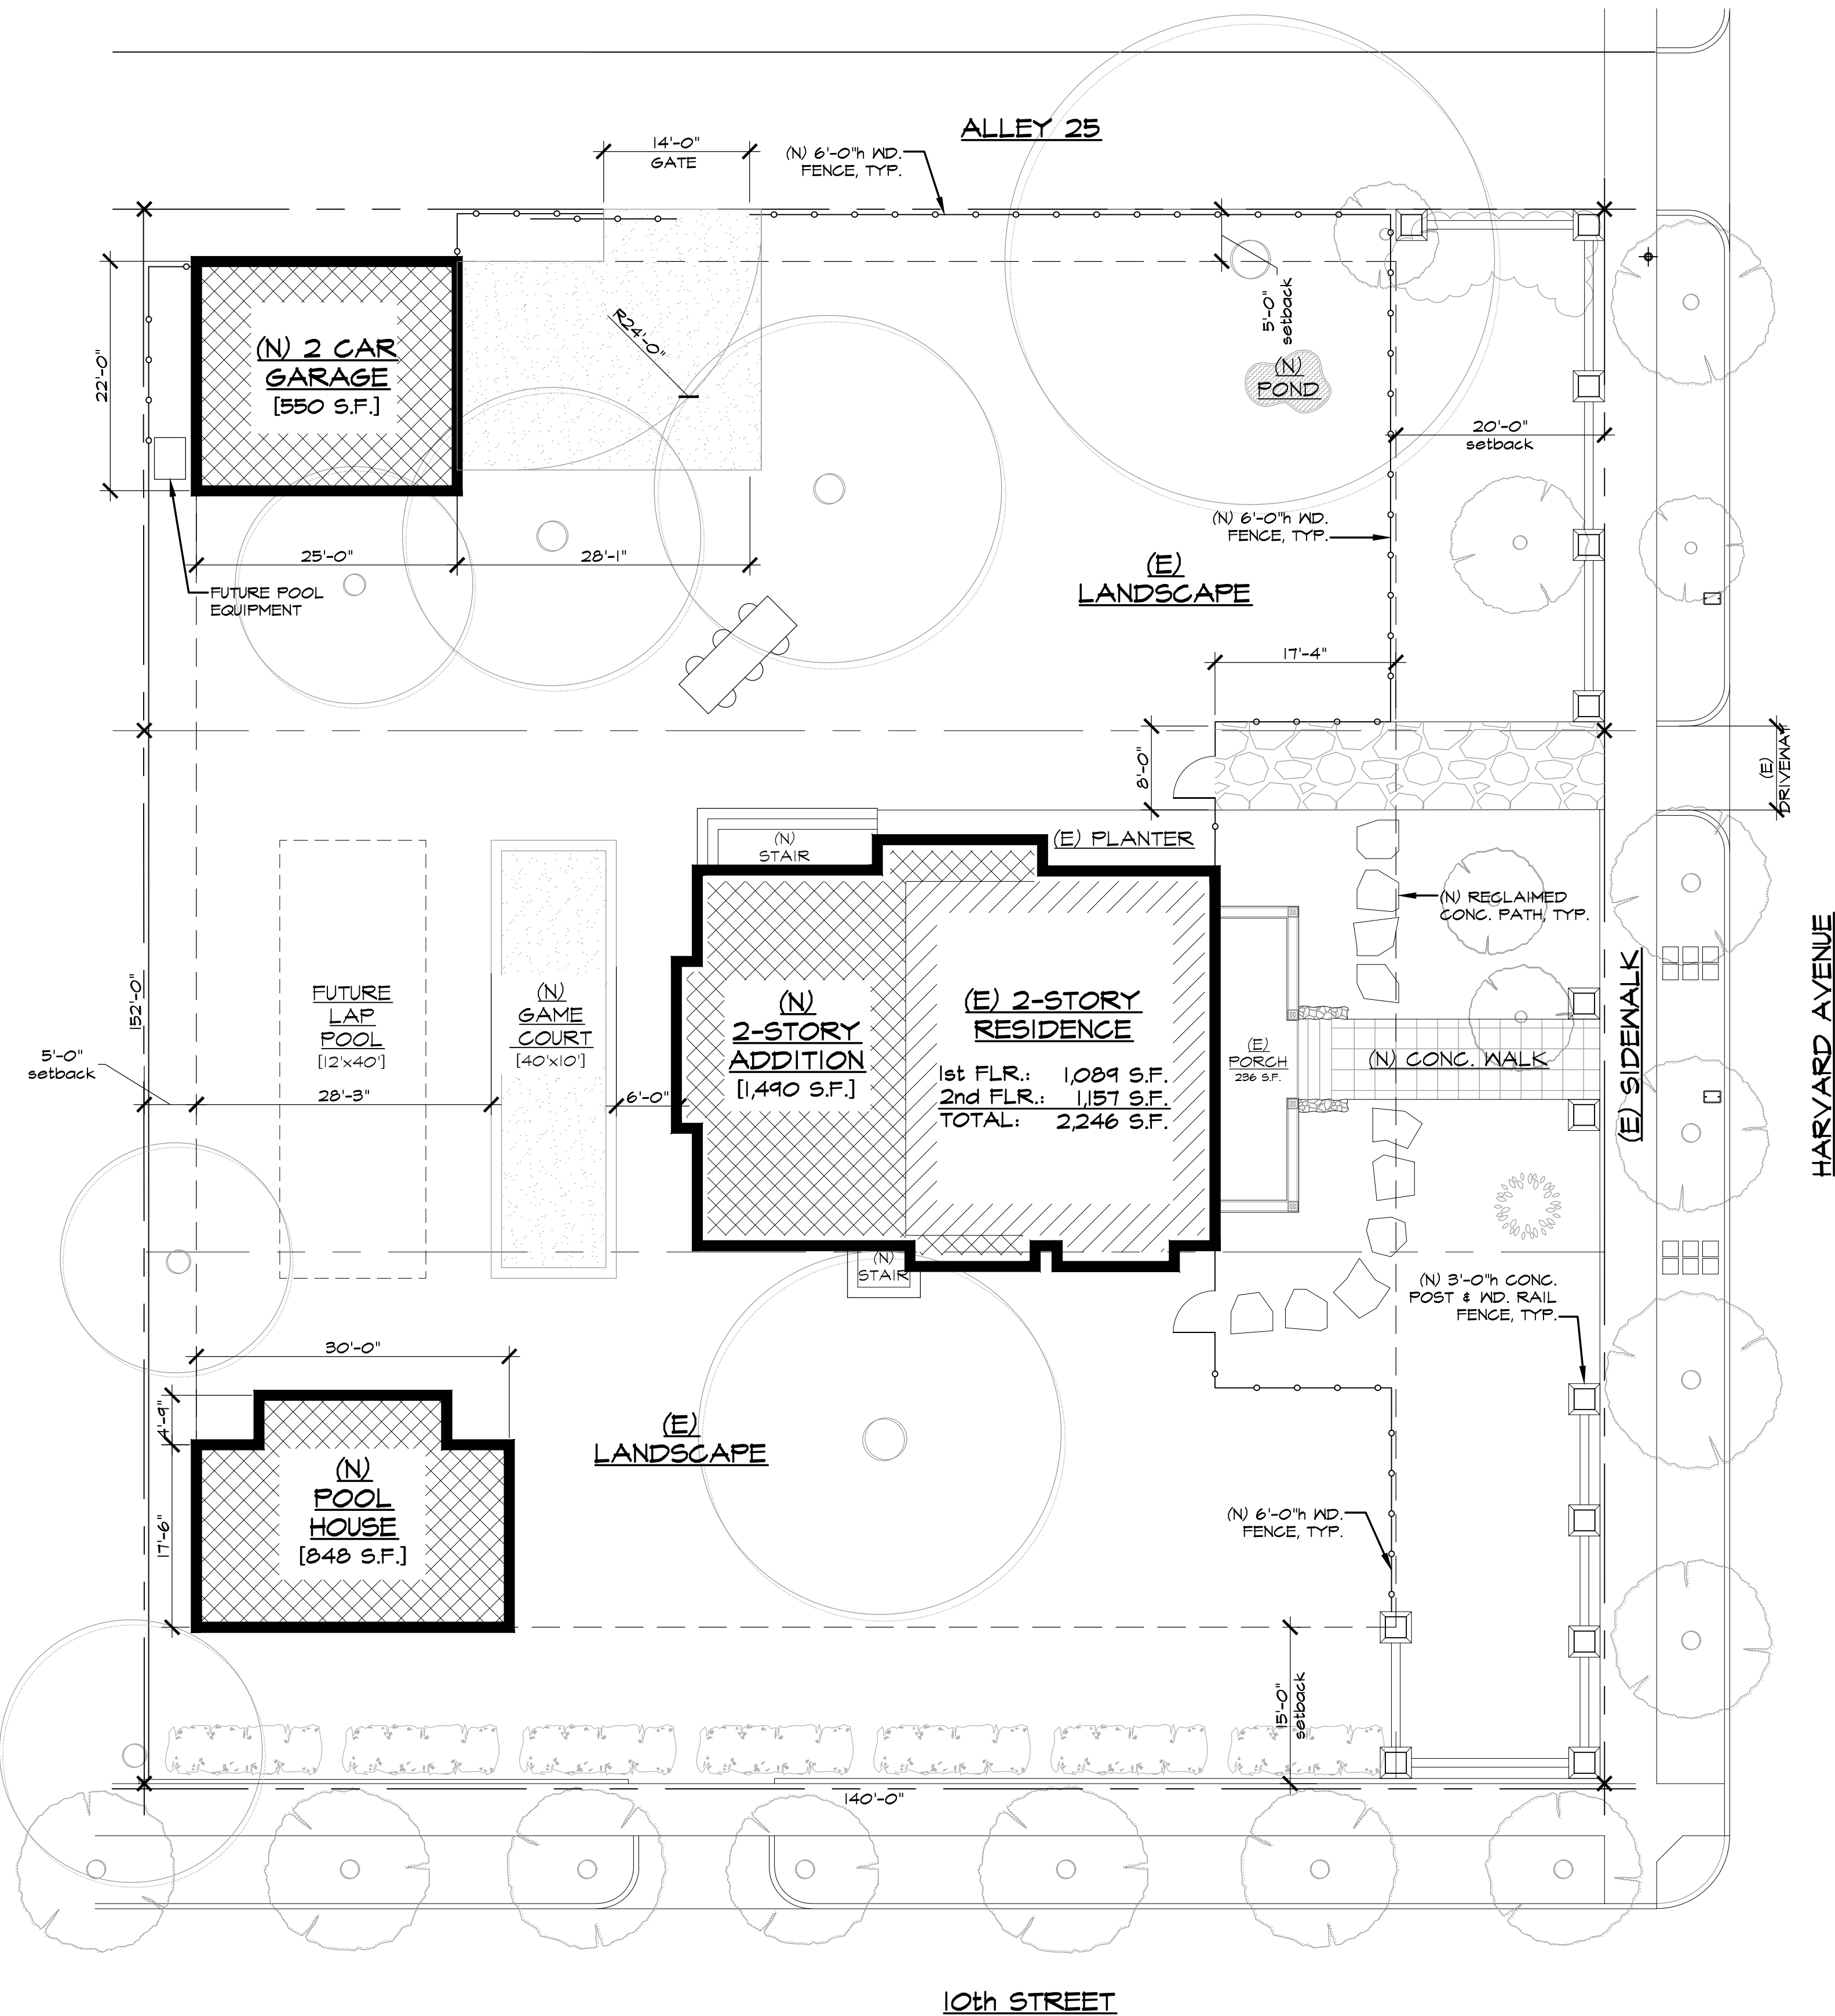 ALLEY 25
14'-0"
GATE
(N) 6'-0"h WD.
FENCE, TYP.
22'-0"
(N) 2 CAR
GARAGE
[550 S.F.]
R24'-0"
5'-0"
setback
(N)
POND
20'-0"
setback
(N) 6'-0"h WD.
FENCE, TYP.
25'-0"
28'-1"
FUTURE POOL
EQUIPMENT
(E)
LANDSCAPE
17'-4"
8'-0"
(E)
DRIVEWAY
(N)
STAIR
(E) PLANTER
(N) RECLAIMED
CONC. PATH, TYP.
152'-0"
5'-0"
setback
FUTURE
LAP
POOL
[12'x40']
28'-3"
(N)
GAME
COURT
[40'x10']
6'-0"
(N)
2-STORY
ADDITION
[1,490 S.F.]
(E) 2-STORY
RESIDENCE
1st FLR.: 1,089 S.F.
2nd FLR.: 1,157 S.F.
TOTAL: 2,246 S.F.
(E)
PORCH
236 S.F.
(N) CONC. WALK
(E) SIDEWALK
HARVARD AVENUE
(N)
STAIR
(N) 3'-0"h CONC.
POST & WD. RAIL
FENCE, TYP.
30'-0"
4'-9"
17'-6"
(N)
POOL
HOUSE
[848 S.F.]
(E)
LANDSCAPE
(N) 6'-0"h WD.
FENCE, TYP.
15'-0"
setback
140'-0"
10th STREET